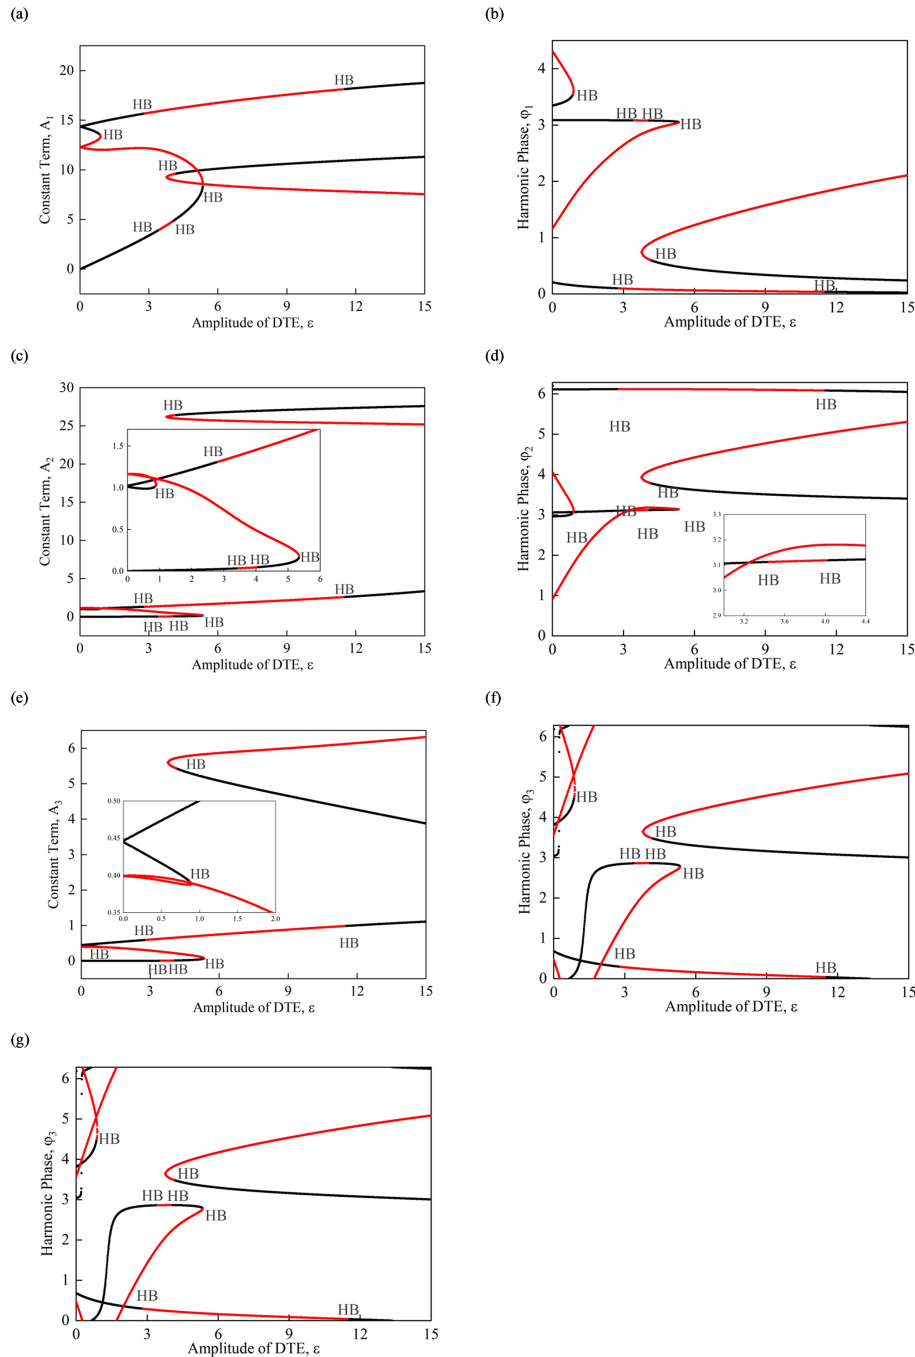 (a)
20
15
10
5
0
Constant Term, A1
HB
HB
HB
HB
HB
HB
HB
0
3
6
9
12
15
Amplitude of DTE, ε
(b)
4
3
2
1
0
Harmonic Phase, φ1
HB
HB
HB
HB
HB
HB
HB
0
3
6
9
12
15
Amplitude of DTE, ε
(c)
30
25
20
15
10
5
0
Constant Term, A2
HB
1.5
1.0
0.5
0.0
HB
HB
HB
HB
HB
0
1
2
3
4
5
6
HB
HB
HB
HB
HB
0
3
6
9
12
15
Amplitude of DTE, ε
(d)
6
5
4
3
2
1
0
Harmonic Phase, φ2
HB
HB
HB
HB
HB
HB
HB
3.3
3.2
3.1
3.0
2.9
HB
HB
3.2
3.6
4.0
4.4
0
3
6
9
12
15
Amplitude of DTE, ε
(e)
6
5
4
3
2
1
0
Constant Term, A3
HB
0.50
0.45
0.40
0.35
HB
0.0
0.5
1.0
1.5
2.0
HB
HB
HB
HB
HB
HB
0
3
6
9
12
15
Amplitude of DTE, ε
(f)
6
5
4
3
2
1
0
Harmonic Phase, φ3
HB
HB
HB
HB
HB
HB
HB
0
3
6
9
12
15
Amplitude of DTE, ε
(g)
6
5
4
3
2
1
0
Harmonic Phase, φ3
HB
HB
HB
HB
HB
HB
HB
0
3
6
9
12
15
Amplitude of DTE, ε